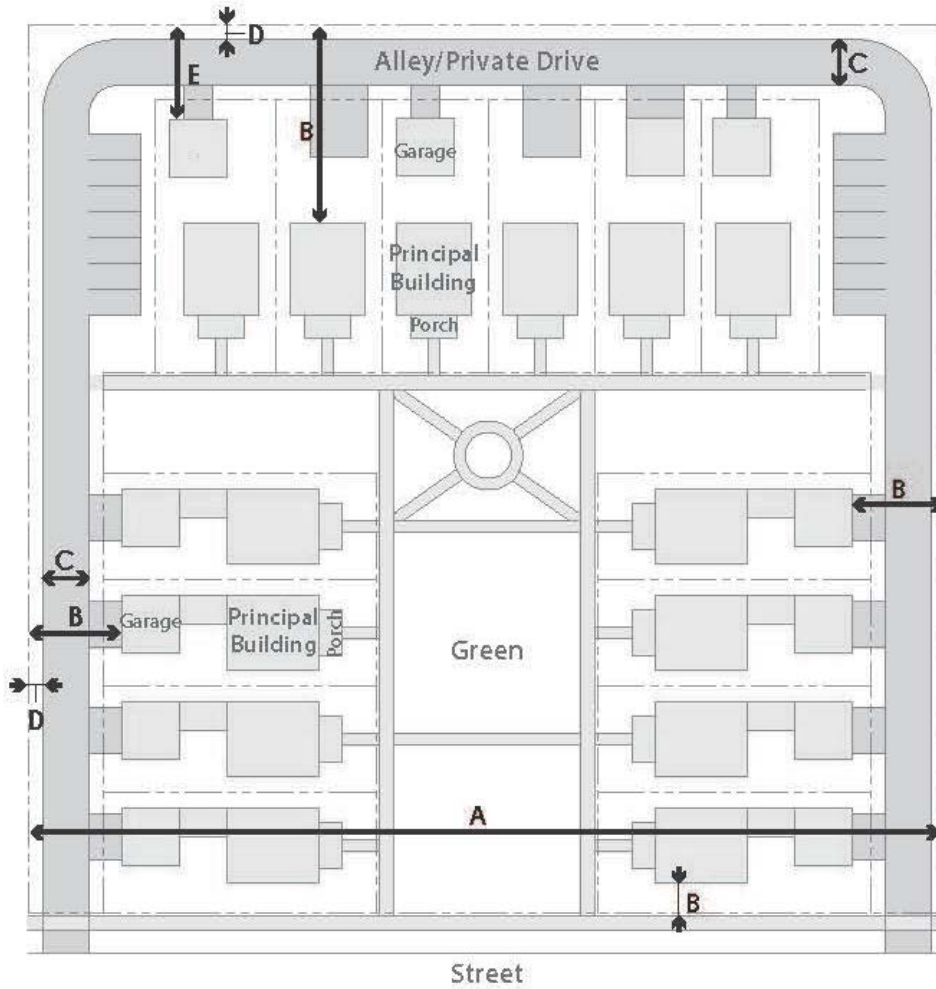 D
Alley/Private Drive
C
E
B
Garage
Principal
Building
Porch
B
C
B
Garage
Principal
Building
Porch
Green
D
A
B
Street